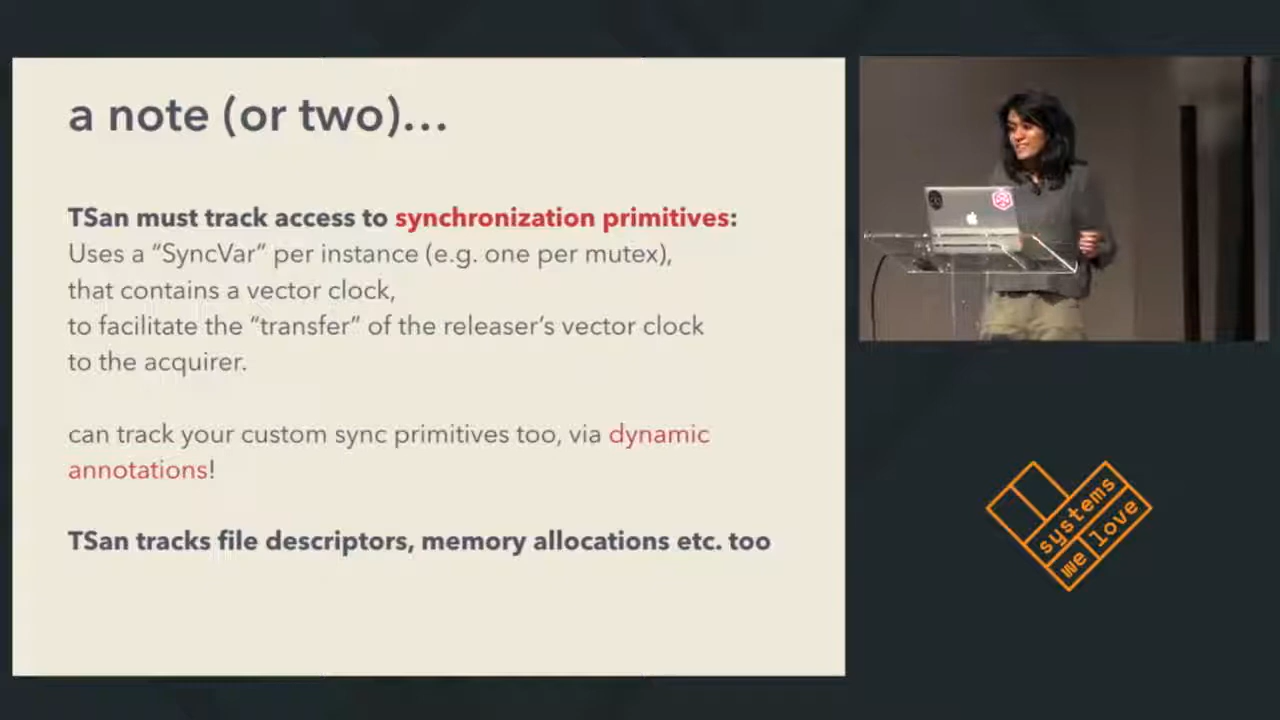 a note (or two)…
TSan must track access to synchronization primitives:
Uses a “SyncVar” per instance (e.g. one per mutex),
that contains a vector clock,
to facilitate the “transfer” of the releaser’s vector clock
to the acquirer.
can track your custom sync primitives too, via dynamic
annotations!
TSan tracks file descriptors, memory allocations etc. too
systems
we love